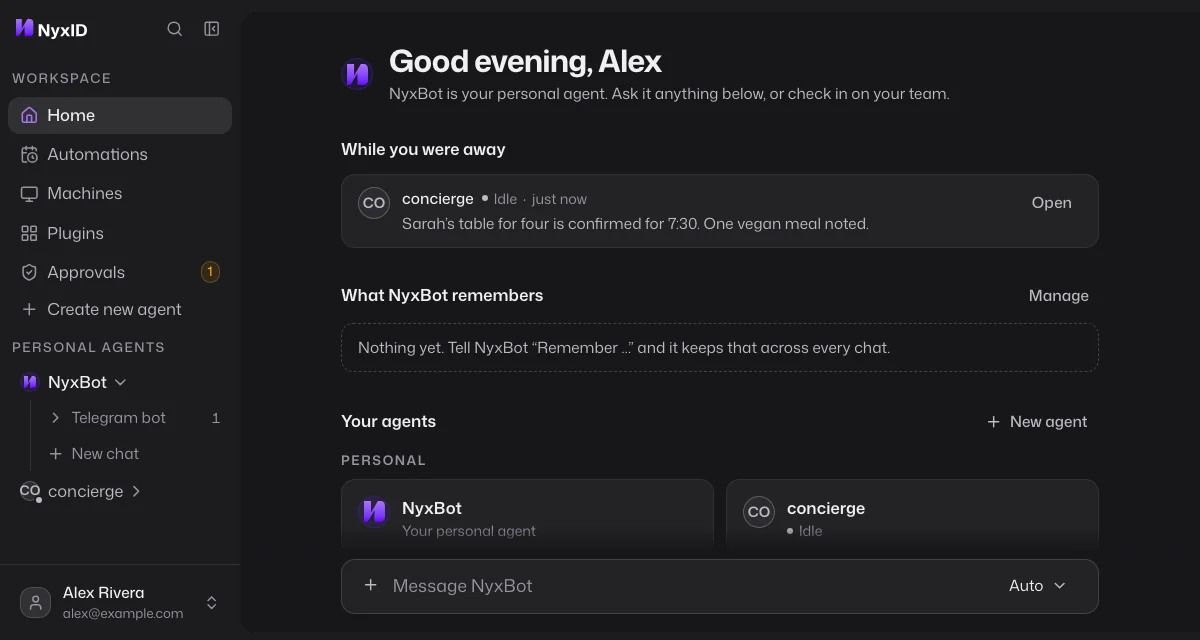 NyxID
WORKSPACE
Home
Automations
Machines
Plugins
Approvals 1
Create new agent
PERSONAL AGENTS
NyxBot
Telegram bot 1
New chat
CO concierge
Alex Rivera
alex@example.com
Good evening, Alex
NyxBot is your personal agent. Ask it anything below, or check in on your team.
While you were away
CO
concierge • Idle · just now
Sarah’s table for four is confirmed for 7:30. One vegan meal noted.
Open
What NyxBot remembers
Manage
Nothing yet. Tell NyxBot “Remember …” and it keeps that across every chat.
Your agents
+ New agent
PERSONAL
NyxBot
Your personal agent
CO
concierge
• Idle
+ Message NyxBot
Auto